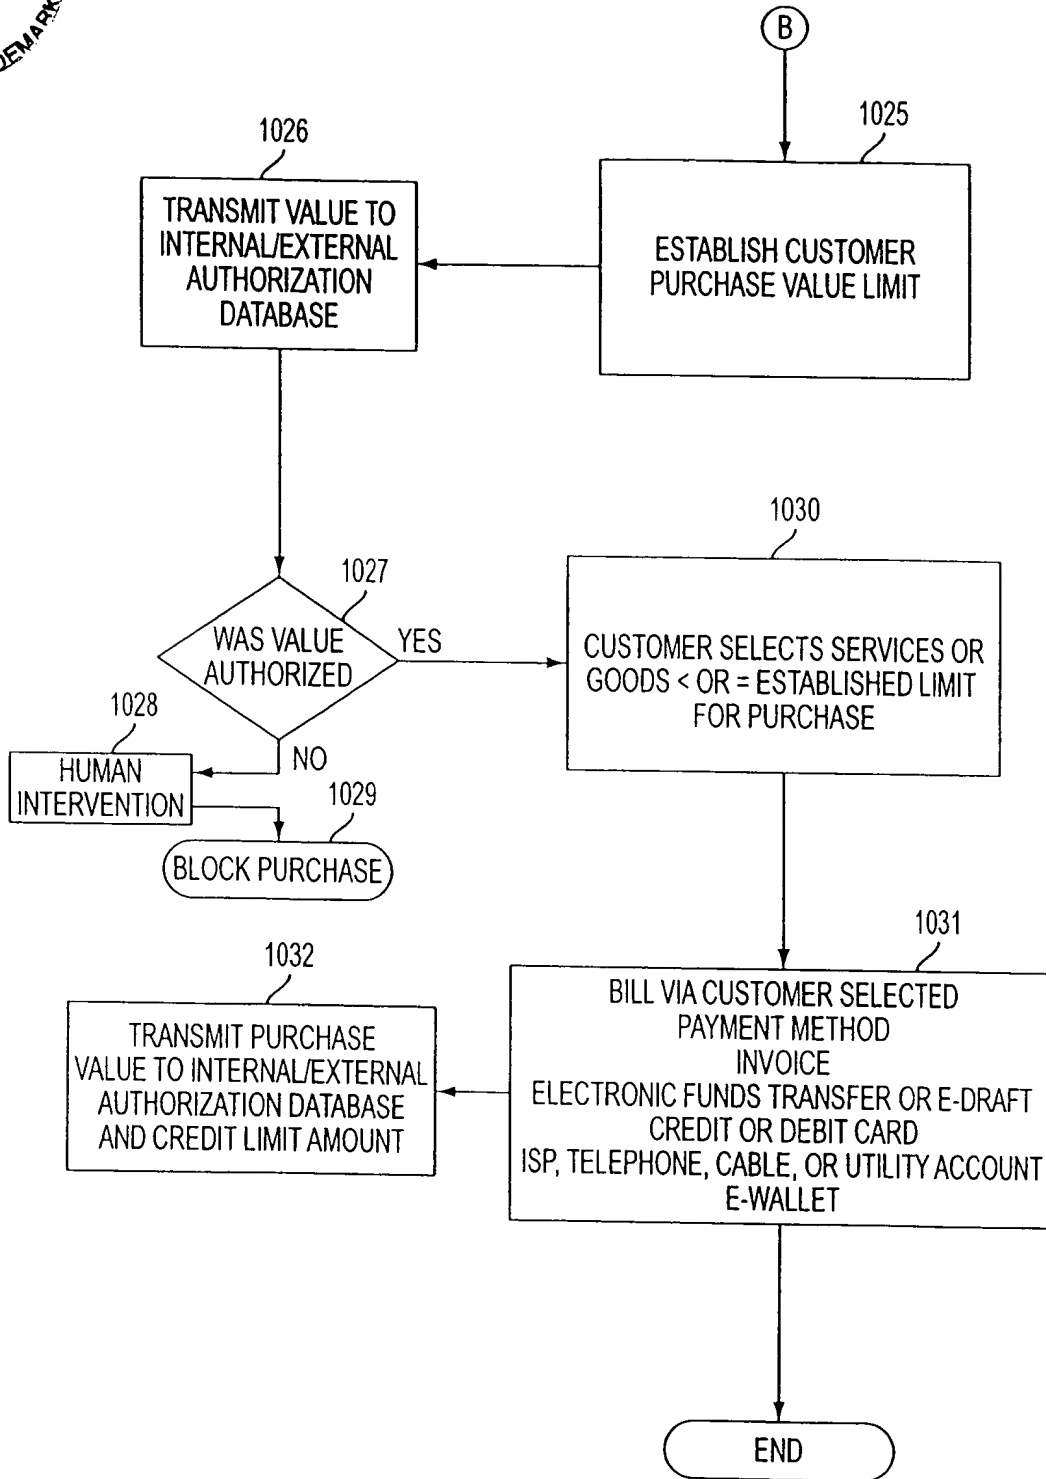 B
1025
ESTABLISH CUSTOMER
PURCHASE VALUE LIMIT
1026
TRANSMIT VALUE TO
INTERNAL/EXTERNAL
AUTHORIZATION
DATABASE
1027
WAS VALUE
AUTHORIZED
YES
NO
1028
HUMAN
INTERVENTION
1029
BLOCK PURCHASE
1030
CUSTOMER SELECTS SERVICES OR
GOODS < OR = ESTABLISHED LIMIT
FOR PURCHASE
1031
BILL VIA CUSTOMER SELECTED
PAYMENT METHOD
INVOICE
ELECTRONIC FUNDS TRANSFER OR E-DRAFT
CREDIT OR DEBIT CARD
ISP, TELEPHONE, CABLE, OR UTILITY ACCOUNT
E-WALLET
1032
TRANSMIT PURCHASE
VALUE TO INTERNAL/EXTERNAL
AUTHORIZATION DATABASE
AND CREDIT LIMIT AMOUNT
END